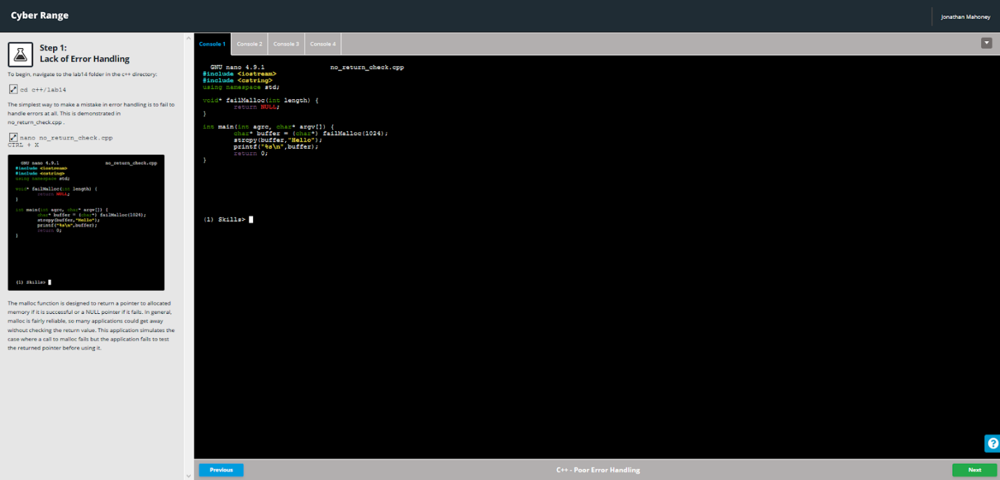 Cyber Range
Jonathan Mahoney
Step 1:
Lack of Error Handling
To begin, navigate to the lab14 folder in the c++ directory:
cd c++/lab14
The simplest way to make a mistake in error handling is to fail to
handle errors at all. This is demonstrated in
no_return_check.cpp .
nano no_return_check.cpp
CTRL + X
GNU nano 4.9.1 no_return_check.cpp
#include <iostream>
#include <cstring>
using namespace std;
void* failMalloc(int length) {
return NULL;
}
int main(int agrc, char* argv[]) {
char* buffer = (char*) failMalloc(1024);
strcpy(buffer,"Hello");
printf("%s\n",buffer);
return 0;
}
(1) Skills>
The malloc function is designed to return a pointer to allocated
memory if it is successful or a NULL pointer if it fails. In general,
malloc is fairly reliable, so many applications could get away
without checking the return value. This application simulates the
case where a call to malloc fails but the application fails to test
the returned pointer before using it.
Console 1 Console 2 Console 3 Console 4
GNU nano 4.9.1 no_return_check.cpp
#include <iostream>
#include <cstring>
using namespace std;
void* failMalloc(int length) {
return NULL;
}
int main(int agrc, char* argv[]) {
char* buffer = (char*) failMalloc(1024);
strcpy(buffer,"Hello");
printf("%s\n",buffer);
return 0;
}
(1) Skills>
?
Previous
C++ - Poor Error Handling
Next